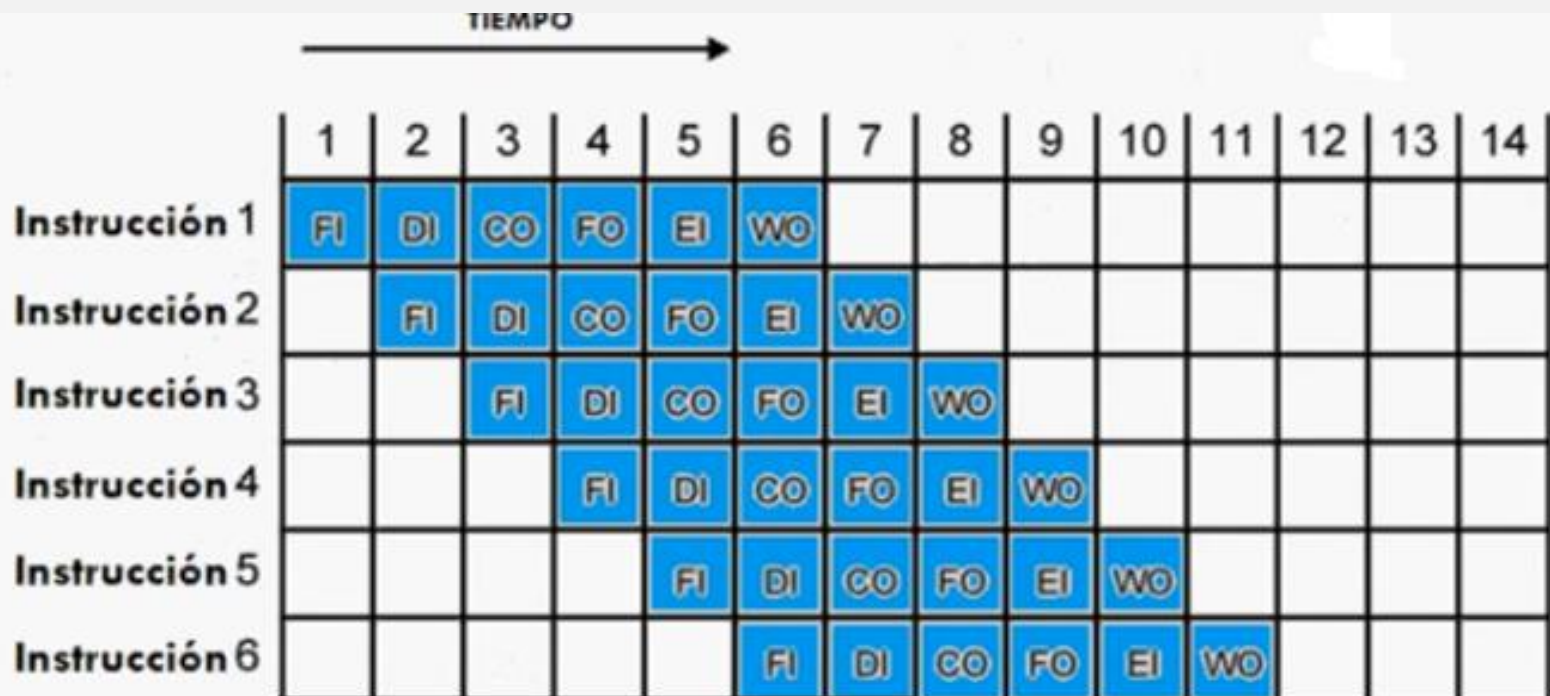 TIEMPO
1 2 3 4 5 6 7 8 9 10 11 12 13 14
Instrucción 1 FI DI CO FO EI WO
Instrucción 2 FI DI CO FO EI WO
Instrucción 3 FI DI CO FO EI WO
Instrucción 4 FI DI CO FO EI WO
Instrucción 5 FI DI CO FO EI WO
Instrucción 6 FI DI CO FO EI WO